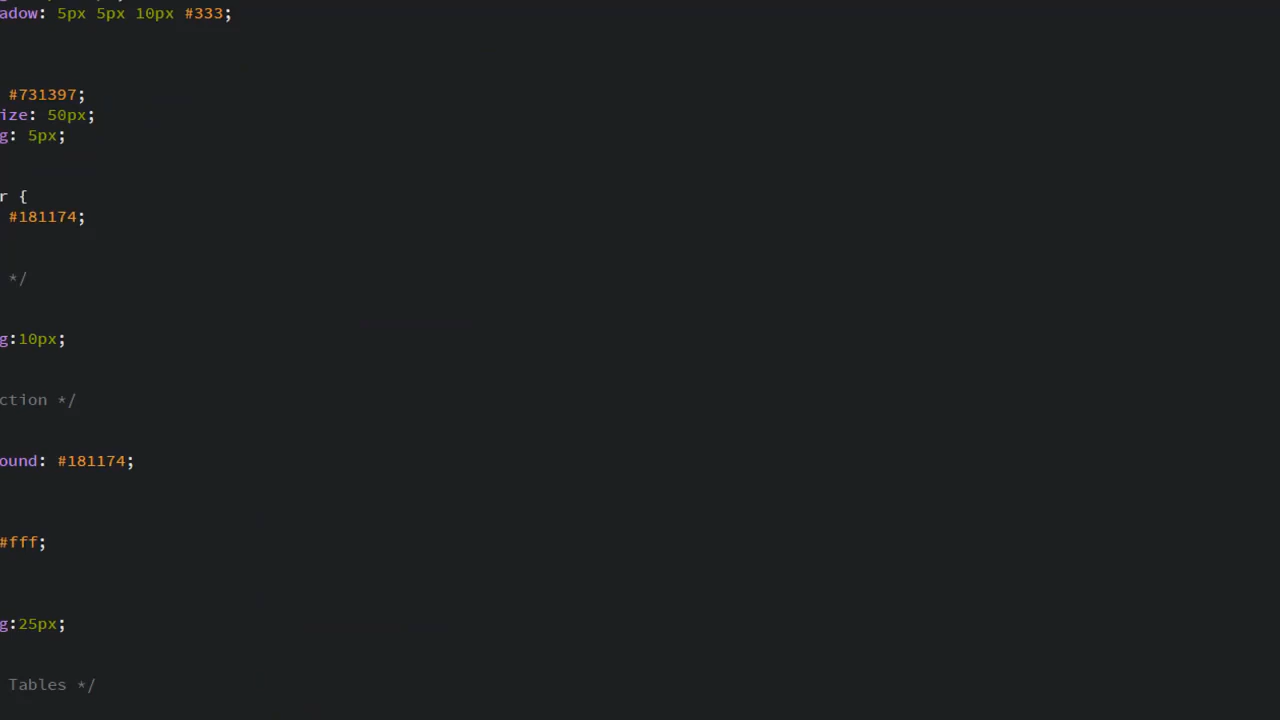 adow: 5px 5px 10px #333;
#731397;
ize: 50px;
g: 5px;
r {
#181174;
*/
g:10px;
ction */
ound: #181174;
#fff;
g:25px;
Tables */